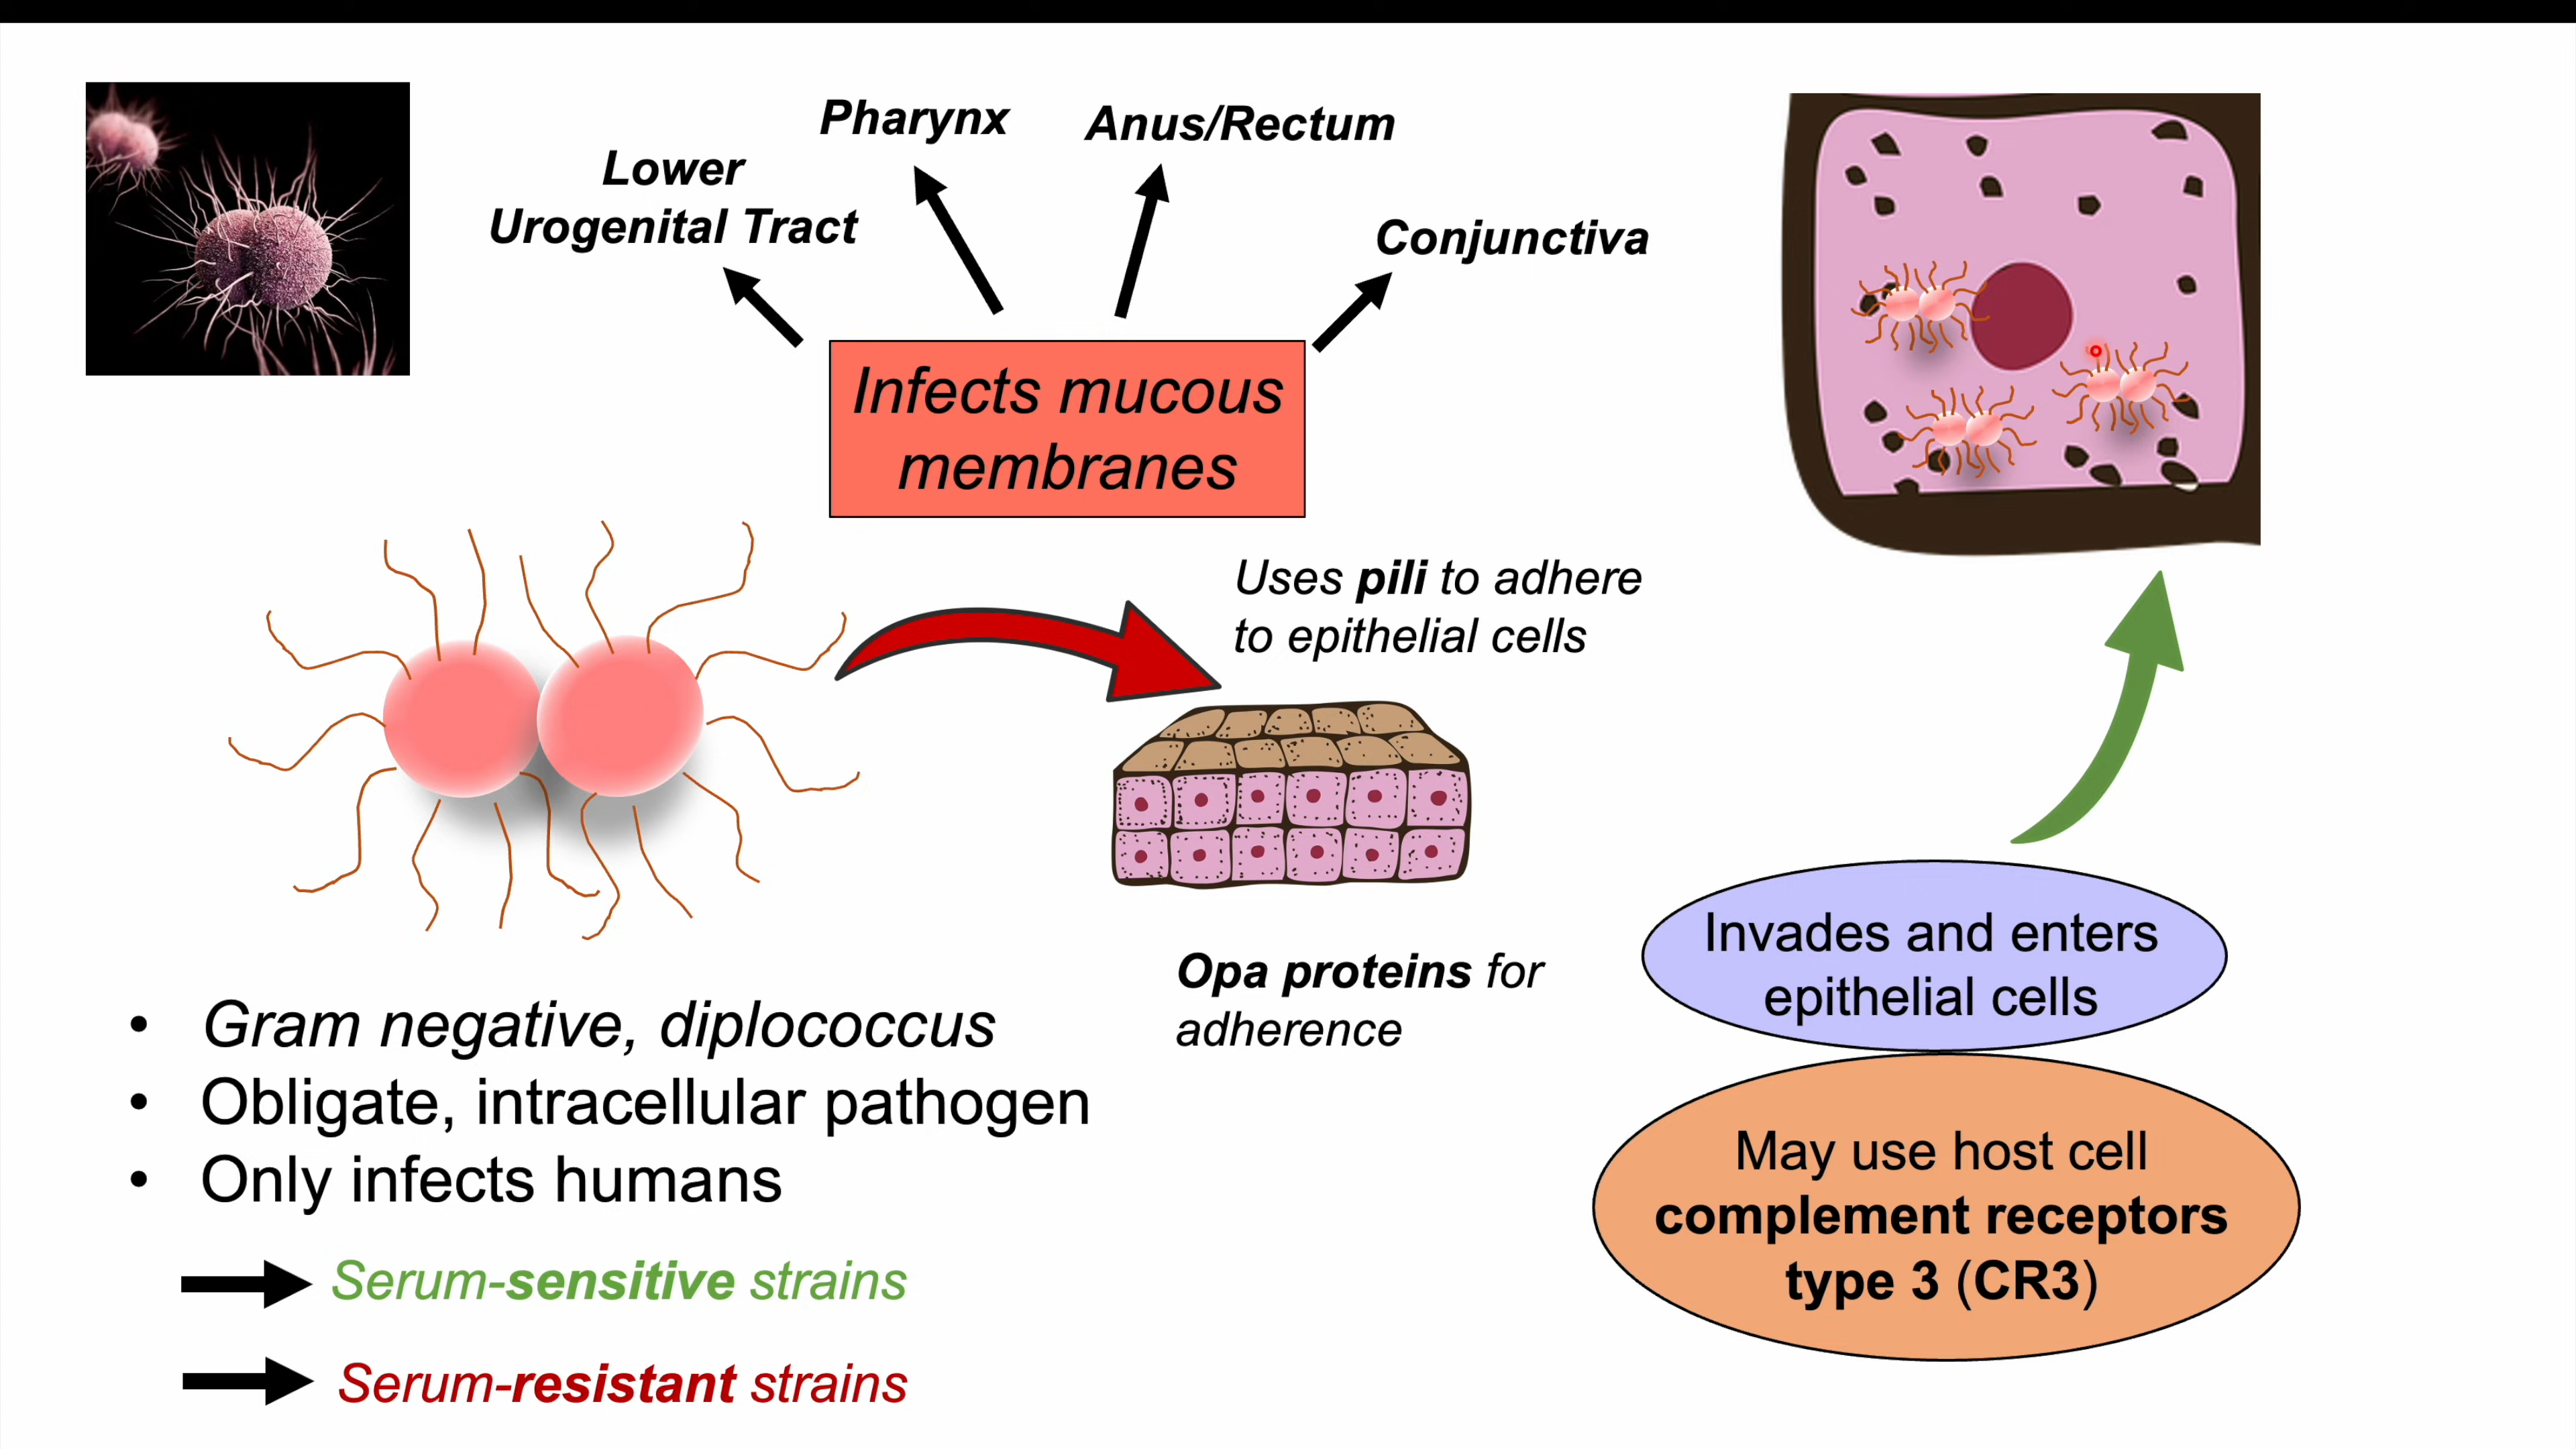 Pharynx
Anus/Rectum
Lower
Urogenital Tract
Conjunctiva
Infects mucous
membranes
Uses pili to adhere
to epithelial cells
Opa proteins for
adherence
Invades and enters
epithelial cells
May use host cell
complement receptors
type 3 (CR3)
• Gram negative, diplococcus
• Obligate, intracellular pathogen
• Only infects humans
Serum-sensitive strains
Serum-resistant strains